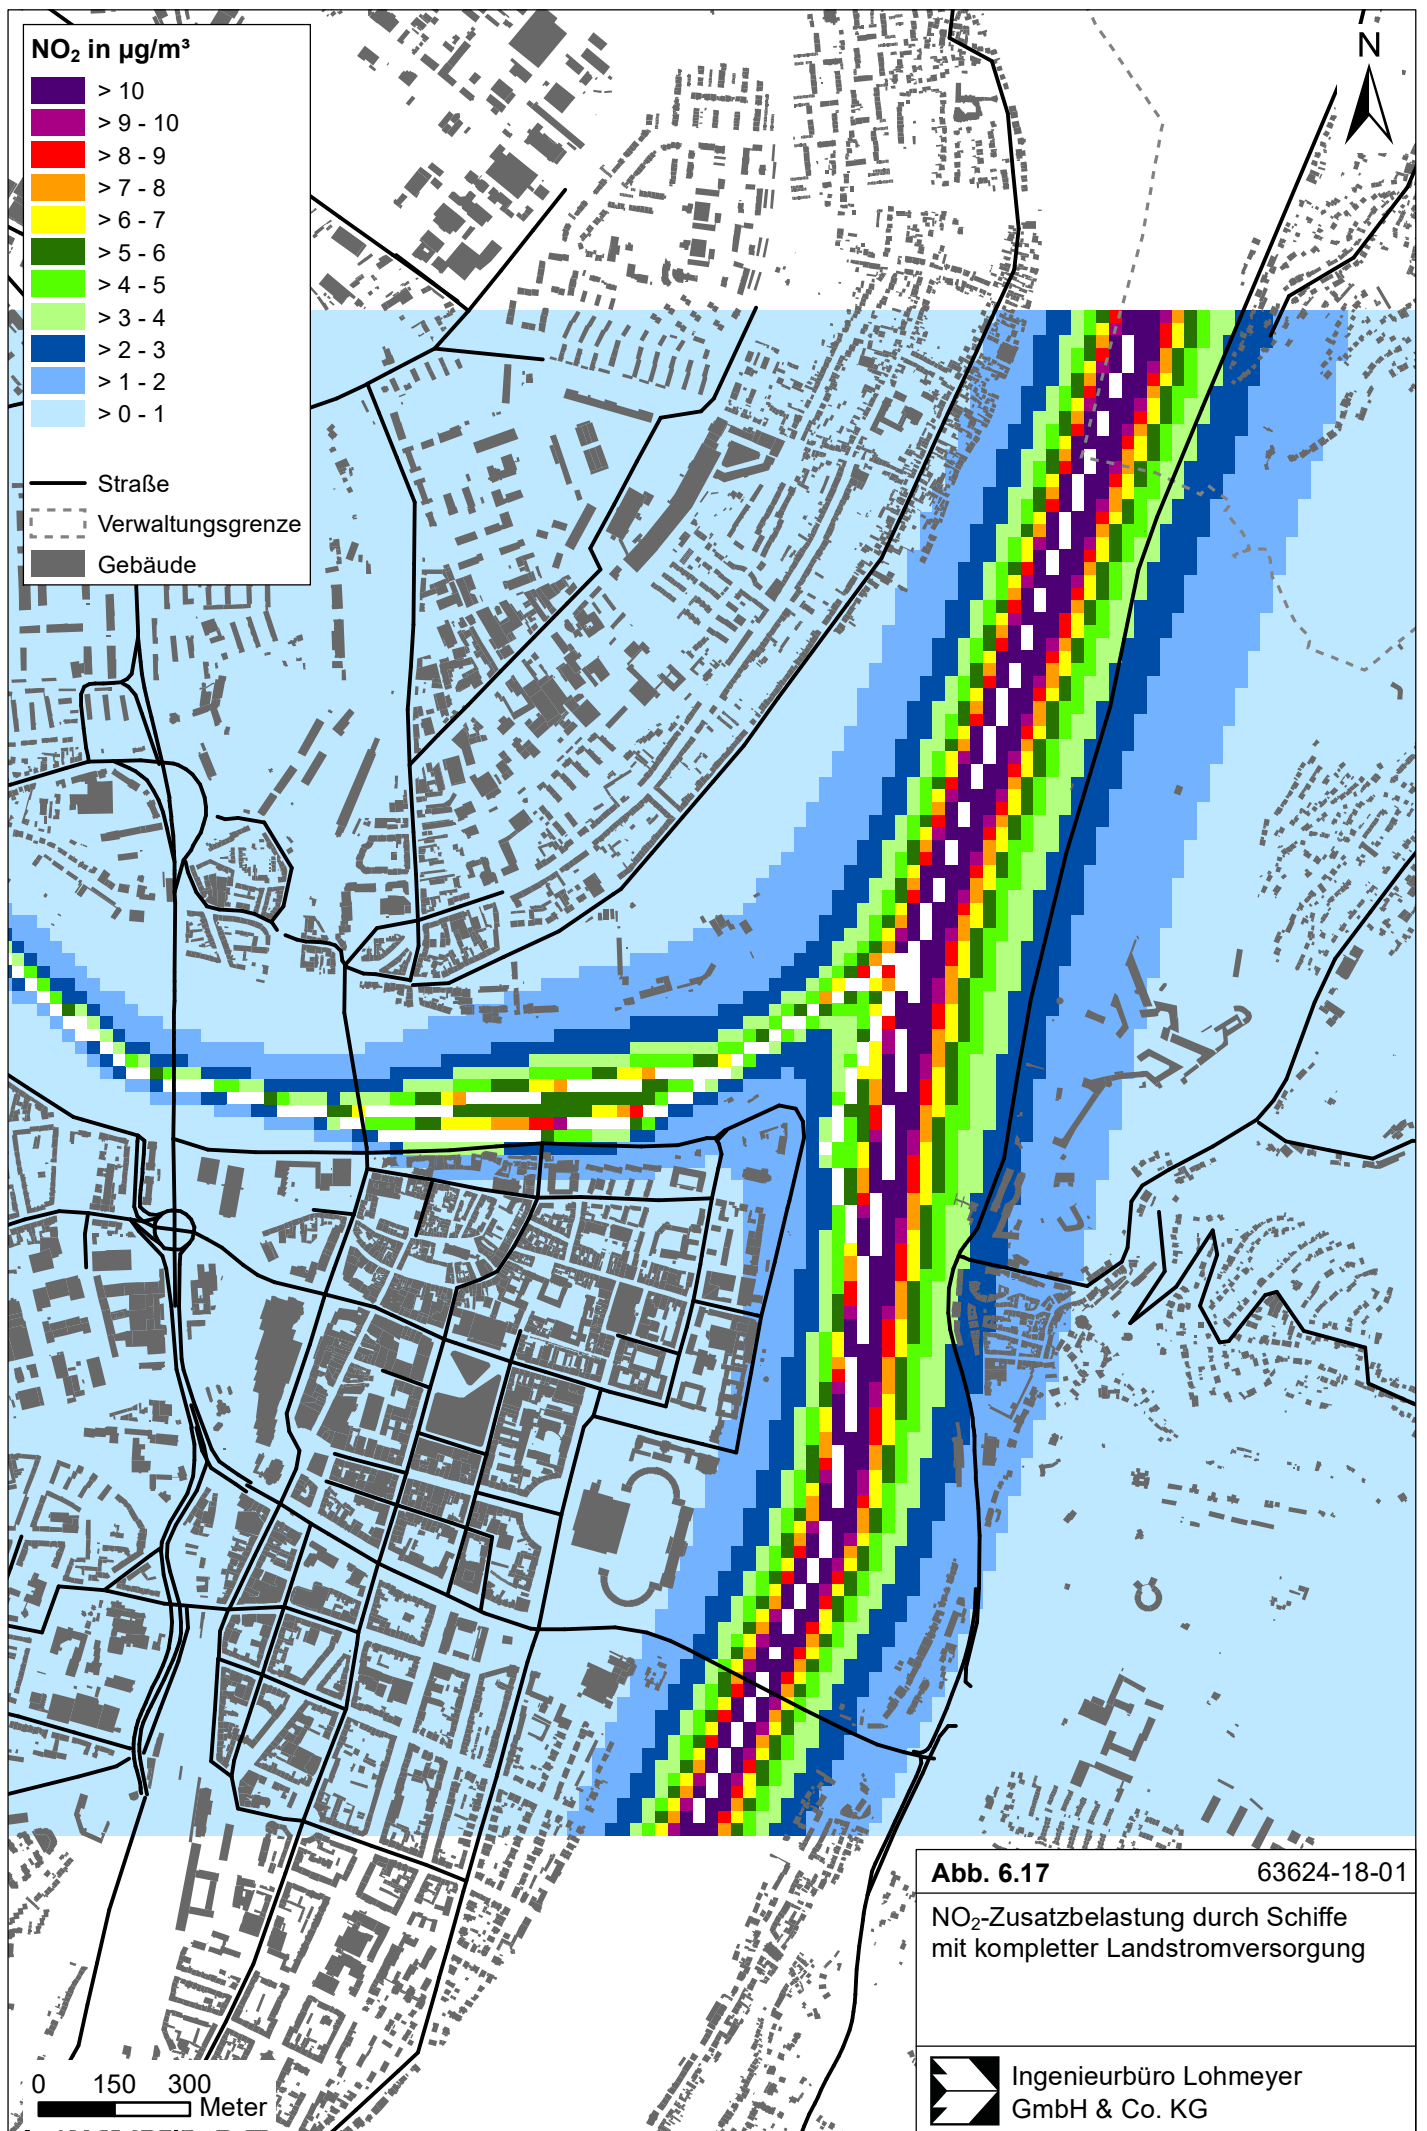 NO₂ in µg/m³
> 10
> 9 - 10
> 8 - 9
> 7 - 8
> 6 - 7
> 5 - 6
> 4 - 5
> 3 - 4
> 2 - 3
> 1 - 2
> 0 - 1
Straße
Verwaltungsgrenze
Gebäude
N
Abb. 6.17 63624-18-01
NO₂-Zusatzbelastung durch Schiffe
mit kompletter Landstromversorgung
Ingenieurbüro Lohmeyer
GmbH & Co. KG
0 150 300
Meter